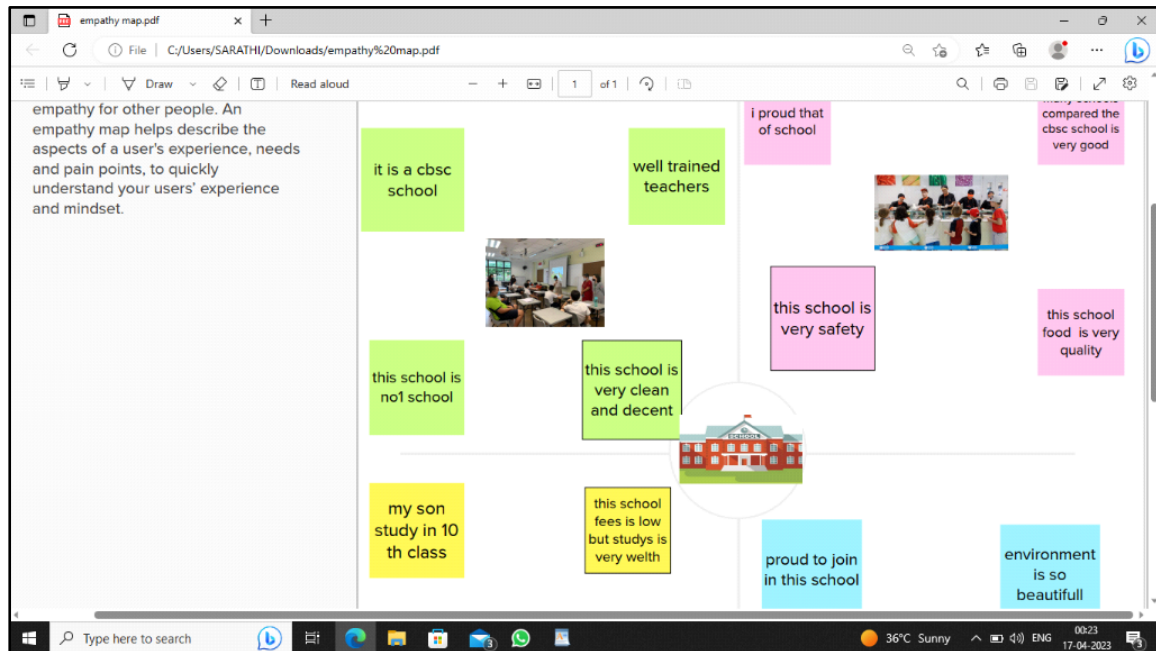 empathy map.pdf
File
C:/Users/SARATHI/Downloads/empathy%20map.pdf
Draw
Read aloud
1
of 1
empathy for other people. An
empathy map helps describe the
aspects of a user's experience, needs
and pain points, to quickly
understand your users' experience
and mindset.
it is a cbsc
school
well trained
teachers
i proud that
of school
many schools
compared the
cbsc school is
very good
this school is
very safety
this school
food is very
quality
this school is
no1 school
this school is
very clean
and decent
SCHOOL
my son
study in 10
th class
this school
fees is low
but studys is
very welth
proud to join
in this school
environment
is so
beautifull
Type here to search
3
36°C Sunny
ENG
00:23
17-04-2023
3